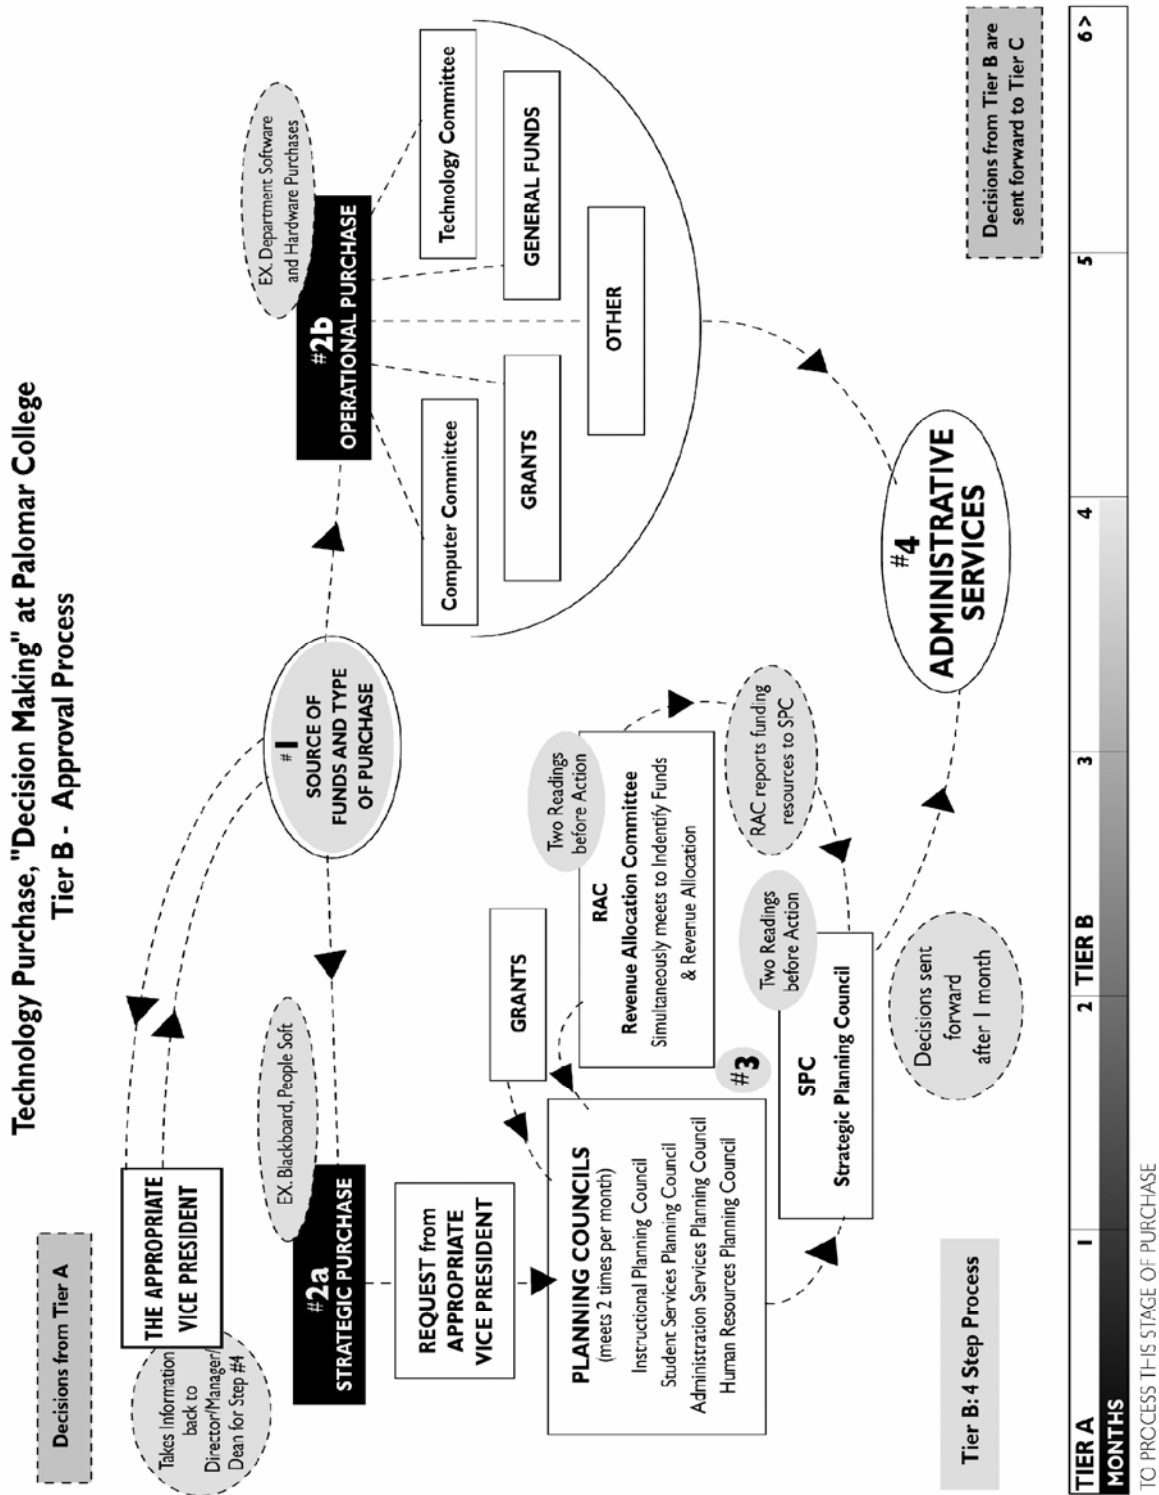 Technology Purchase, "Decision Making" at Palomar College
Tier B - Approval Process
Decisions from Tier A
THE APPROPRIATE
VICE PRESIDENT
Takes Information
back to
Director/Manager/
Dean for Step #4
#1
SOURCE OF
FUNDS AND TYPE
OF PURCHASE
EX. Blackboard, People Soft
#2a
STRATEGIC PURCHASE
EX. Department Software
and Hardware Purchases
#2b
OPERATIONAL PURCHASE
REQUEST from
APPROPRIATE
VICE PRESIDENT
GRANTS
Computer Committee
Technology Committee
GRANTS
GENERAL FUNDS
OTHER
PLANNING COUNCILS
(meets 2 times per month)
Instructional Planning Council
Student Services Planning Council
Administration Services Planning Council
Human Resources Planning Council
Two Readings
before Action
RAC
Revenue Allocation Committee
Simultaneously meets to Indentify Funds
& Revenue Allocation
RAC reports funding
resources to SPC
#3
Two Readings
before Action
SPC
Strategic Planning Council
Decisions sent
forward
after 1 month
#4
ADMINISTRATIVE
SERVICES
Tier B: 4 Step Process
Decisions from Tier B are
sent forward to Tier C
TIER A 1 2 TIER B 3 4 5 6 >
MONTHS
TO PROCESS THIS STAGE OF PURCHASE